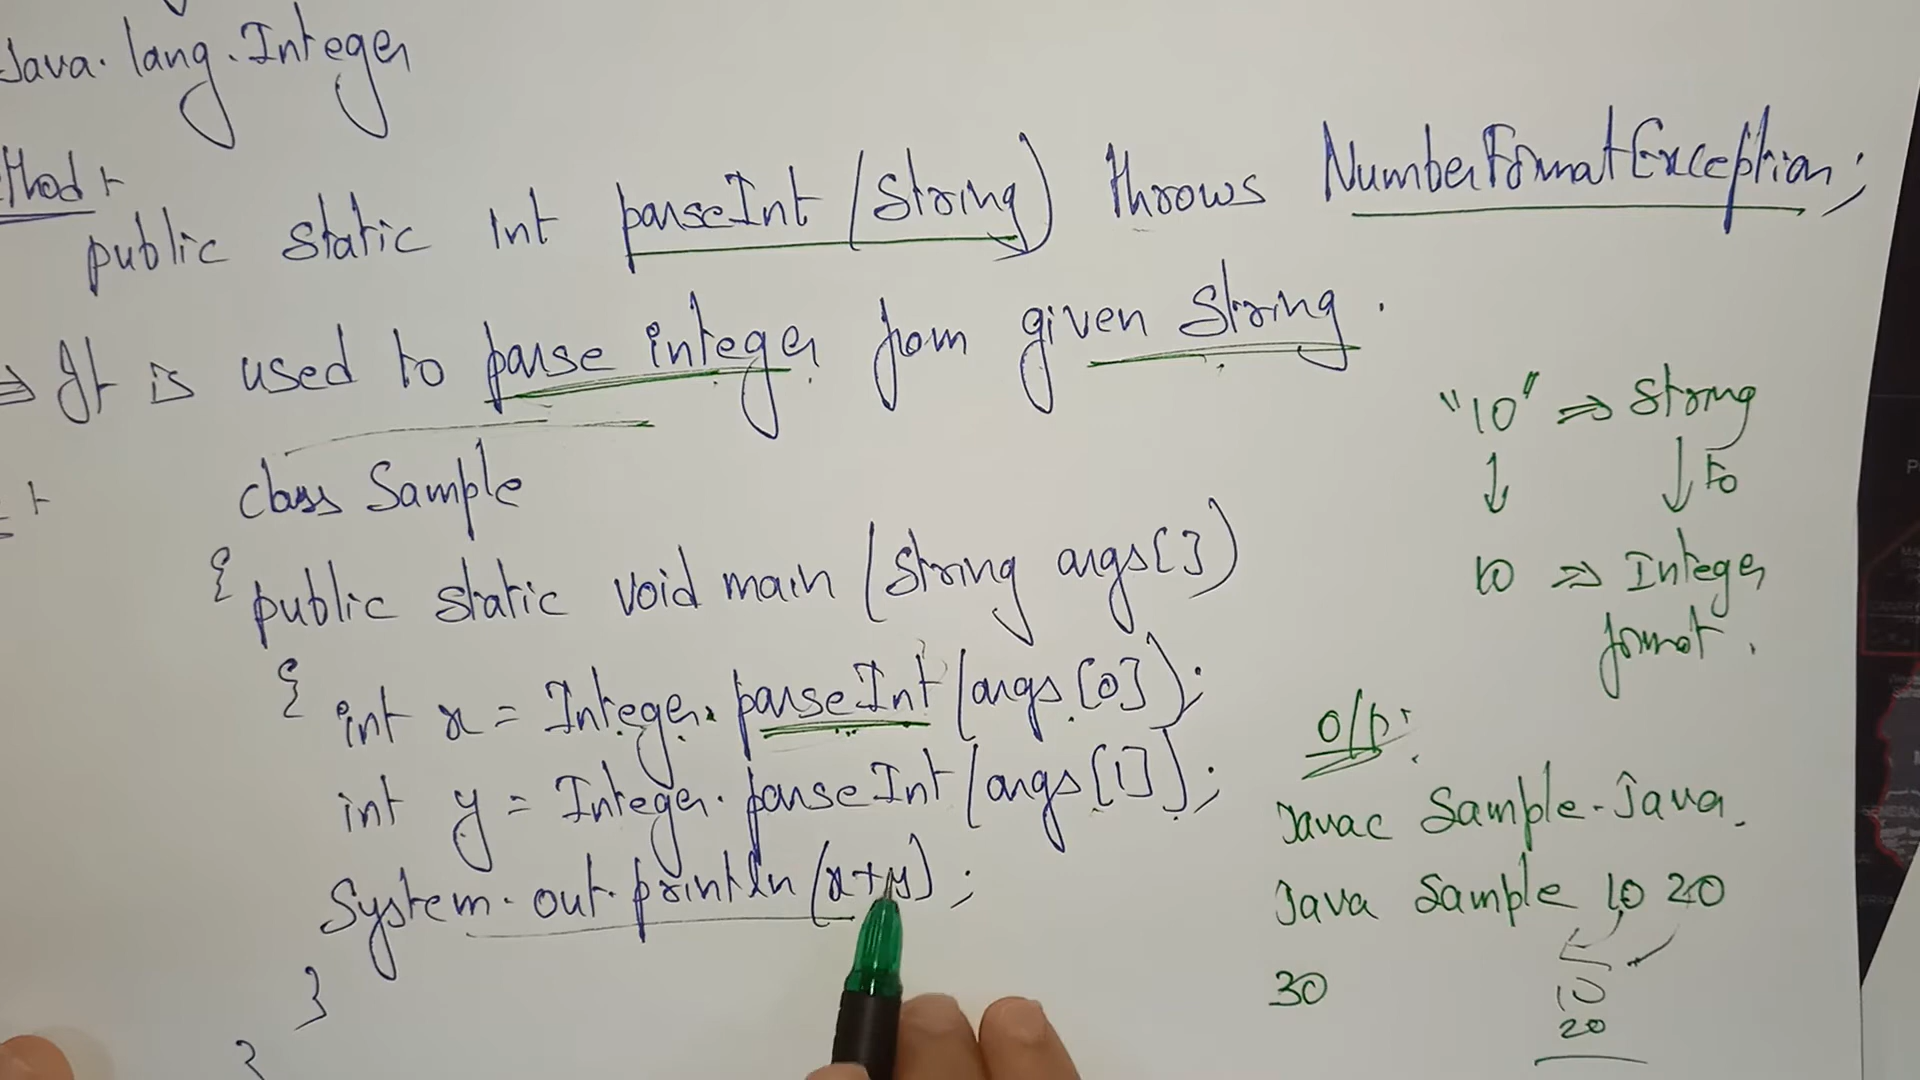 Java.lang.Integer
public static int parseInt(String) throws NumberFormatException;
⇒ It is used to parse integer from given String.
class Sample
{ public static void main (String args[])
{ int x = Integer.parseInt(args[0]);
int y = Integer.parseInt(args[1]);
System.out.println(x+y);
}
}
"10" ⇒ String
↓ ↓ to
10 ⇒ Integer
format.
O/P:
Javac Sample.Java
Java Sample 10 20
30
10
20